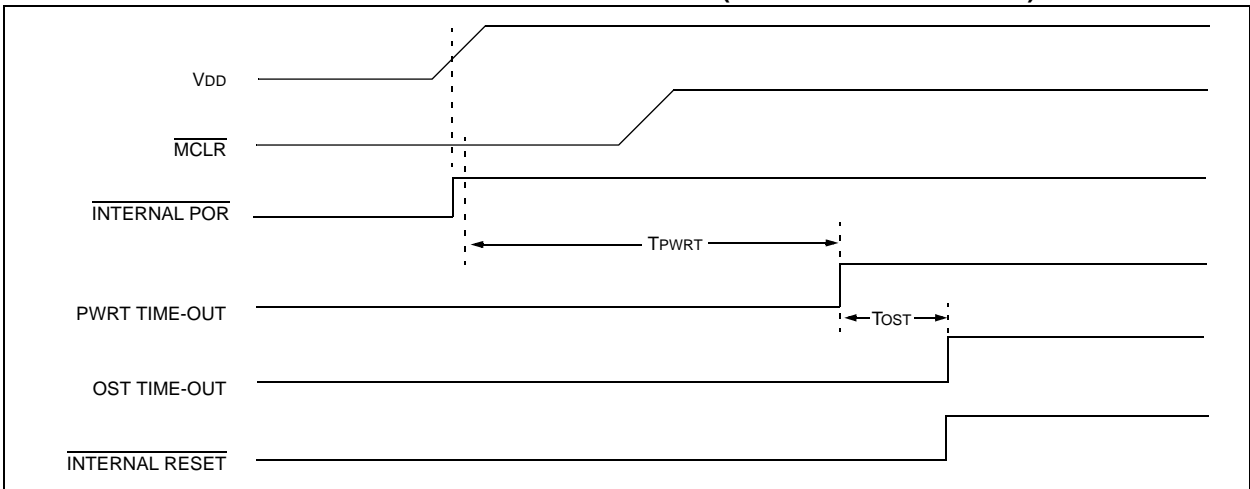 VDD
MCLR
INTERNAL POR
TPWRT
PWRT TIME-OUT
TOST
OST TIME-OUT
INTERNAL RESET